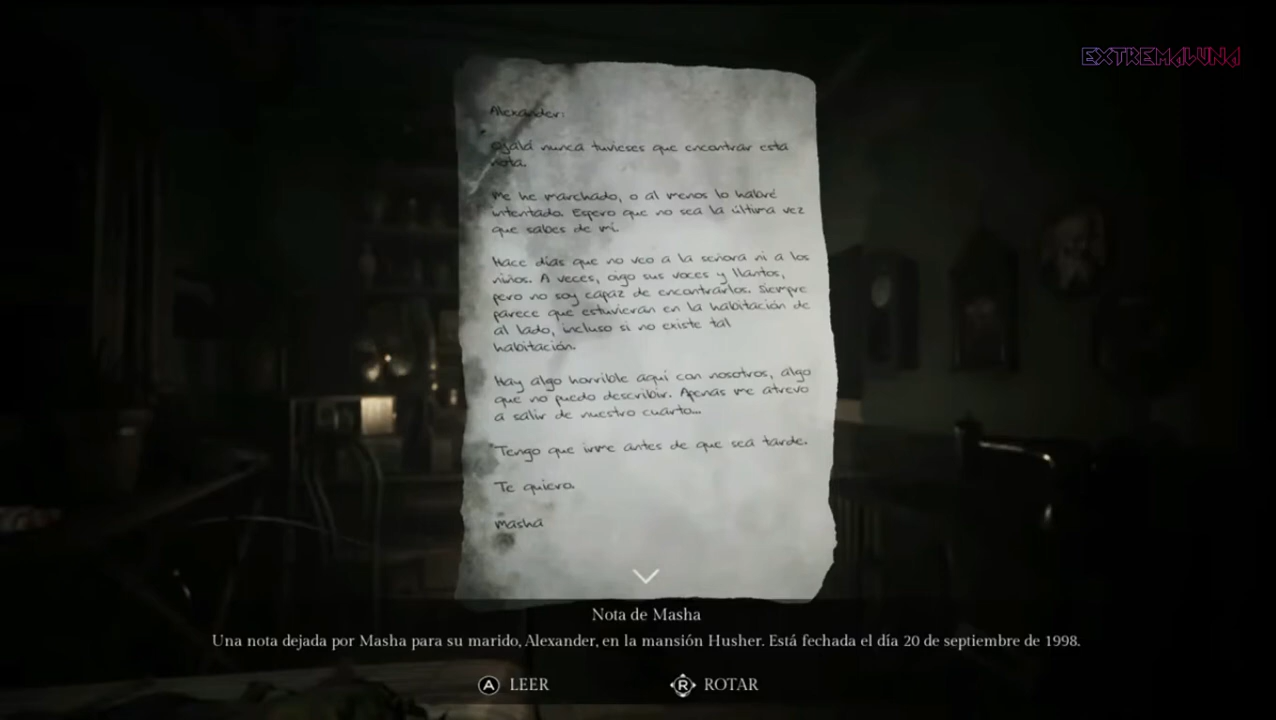 EXTREMALUNA
Alexander:
Ojalá nunca tuvieses que encontrar esta
nota.
Me he marchado, o al menos lo habré
intentado. Espero que no sea la última vez
que sabes de mí.
Hace días que no veo a la señora ni a los
niños. A veces, oigo sus voces y llantos,
pero no soy capaz de encontrarlos. Siempre
parece que estuvieran en la habitación de
al lado, incluso si no existe tal
habitación.
Hay algo horrible aquí con nosotros, algo
que no puedo describir. Apenas me atrevo
a salir de nuestro cuarto...
Tengo que irme antes de que sea tarde.
Te quiero.
Masha
Nota de Masha
Una nota dejada por Masha para su marido, Alexander, en la mansión Husher. Está fechada el día 20 de septiembre de 1998.
A LEER R ROTAR